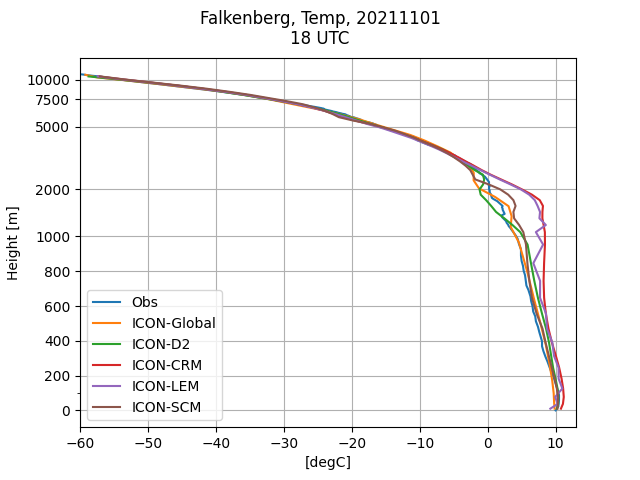 Falkenberg, Temp, 20211101
18 UTC
10000
7500
5000
2000
1000
800
600
400
200
0
Height [m]
Obs
ICON-Global
ICON-D2
ICON-CRM
ICON-LEM
ICON-SCM
−60 −50 −40 −30 −20 −10 0 10
[degC]